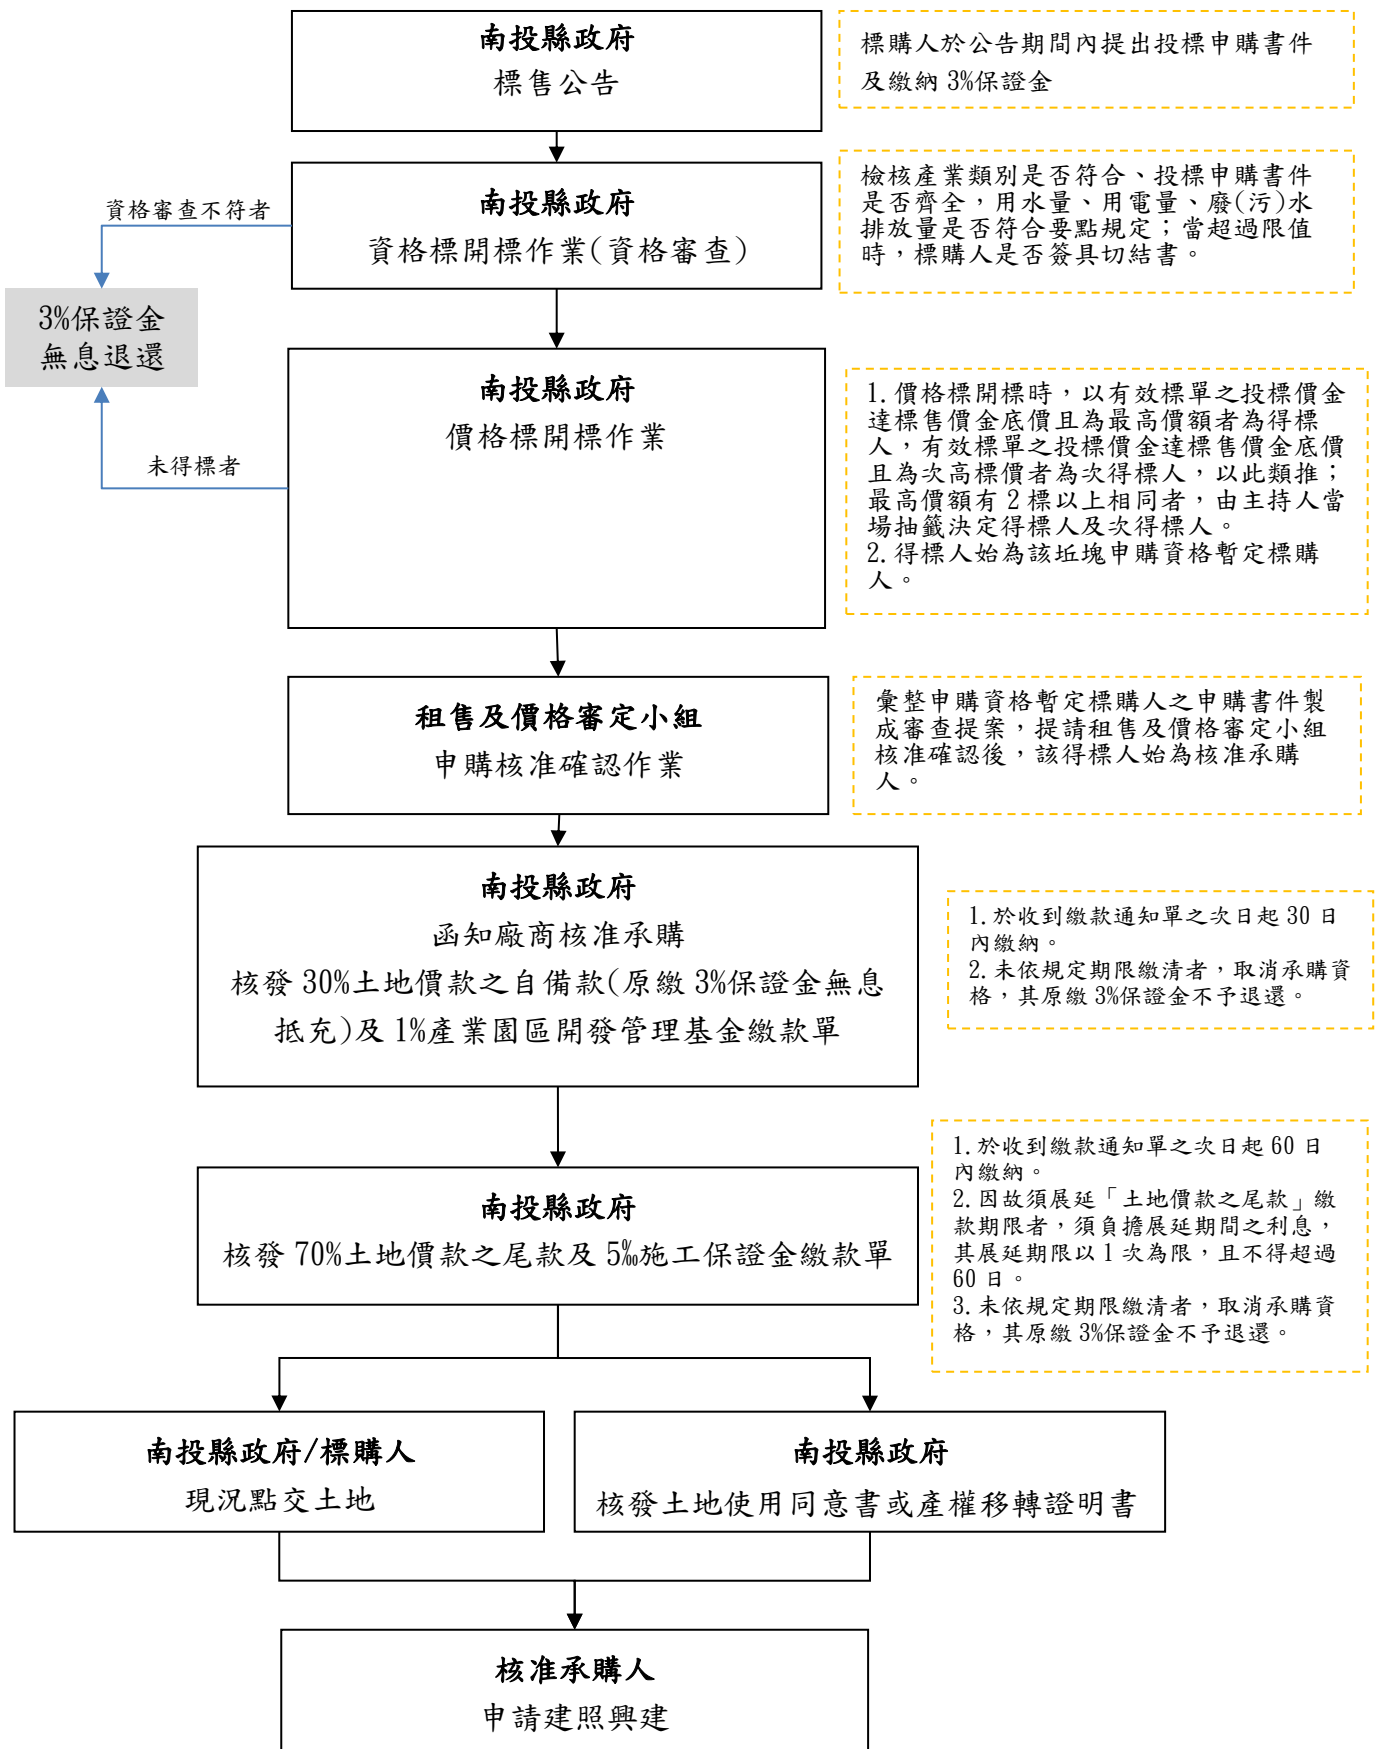 南投縣政府
標售公告
標購人於公告期間內提出投標申購書件
及繳納 3%保證金
資格審查不符者
南投縣政府
資格標開標作業(資格審查)
檢核產業類別是否符合、投標申購書件
是否齊全，用水量、用電量、廢(污)水
排放量是否符合要點規定；當超過限值
時，標購人是否簽具切結書。
3%保證金
無息退還
未得標者
南投縣政府
價格標開標作業
1. 價格標開標時，以有效標單之投標價金
達標售價金底價且為最高價額者為得標
人，有效標單之投標價金達標售價金底價
且為次高標價者為次得標人，以此類推；
最高價額有 2 標以上相同者，由主持人當
場抽籤決定得標人及次得標人。
2. 得標人始為該坵塊申購資格暫定標購
人。
租售及價格審定小組
申購核准確認作業
彙整申購資格暫定標購人之申購書件製
成審查提案，提請租售及價格審定小組
核准確認後，該得標人始為核准承購
人。
南投縣政府
函知廠商核准承購
核發 30%土地價款之自備款(原繳 3%保證金無息
抵充)及 1%產業園區開發管理基金繳款單
1. 於收到繳款通知單之次日起 30 日
內繳納。
2. 未依規定期限繳清者，取消承購資
格，其原繳 3%保證金不予退還。
南投縣政府
核發 70%土地價款之尾款及 5‰施工保證金繳款單
1. 於收到繳款通知單之次日起 60 日
內繳納。
2. 因故須展延「土地價款之尾款」繳
款期限者，須負擔展延期間之利息，
其展延期限以 1 次為限，且不得超過
60 日。
3. 未依規定期限繳清者，取消承購資
格，其原繳 3%保證金不予退還。
南投縣政府/標購人
現況點交土地
南投縣政府
核發土地使用同意書或產權移轉證明書
核准承購人
申請建照興建